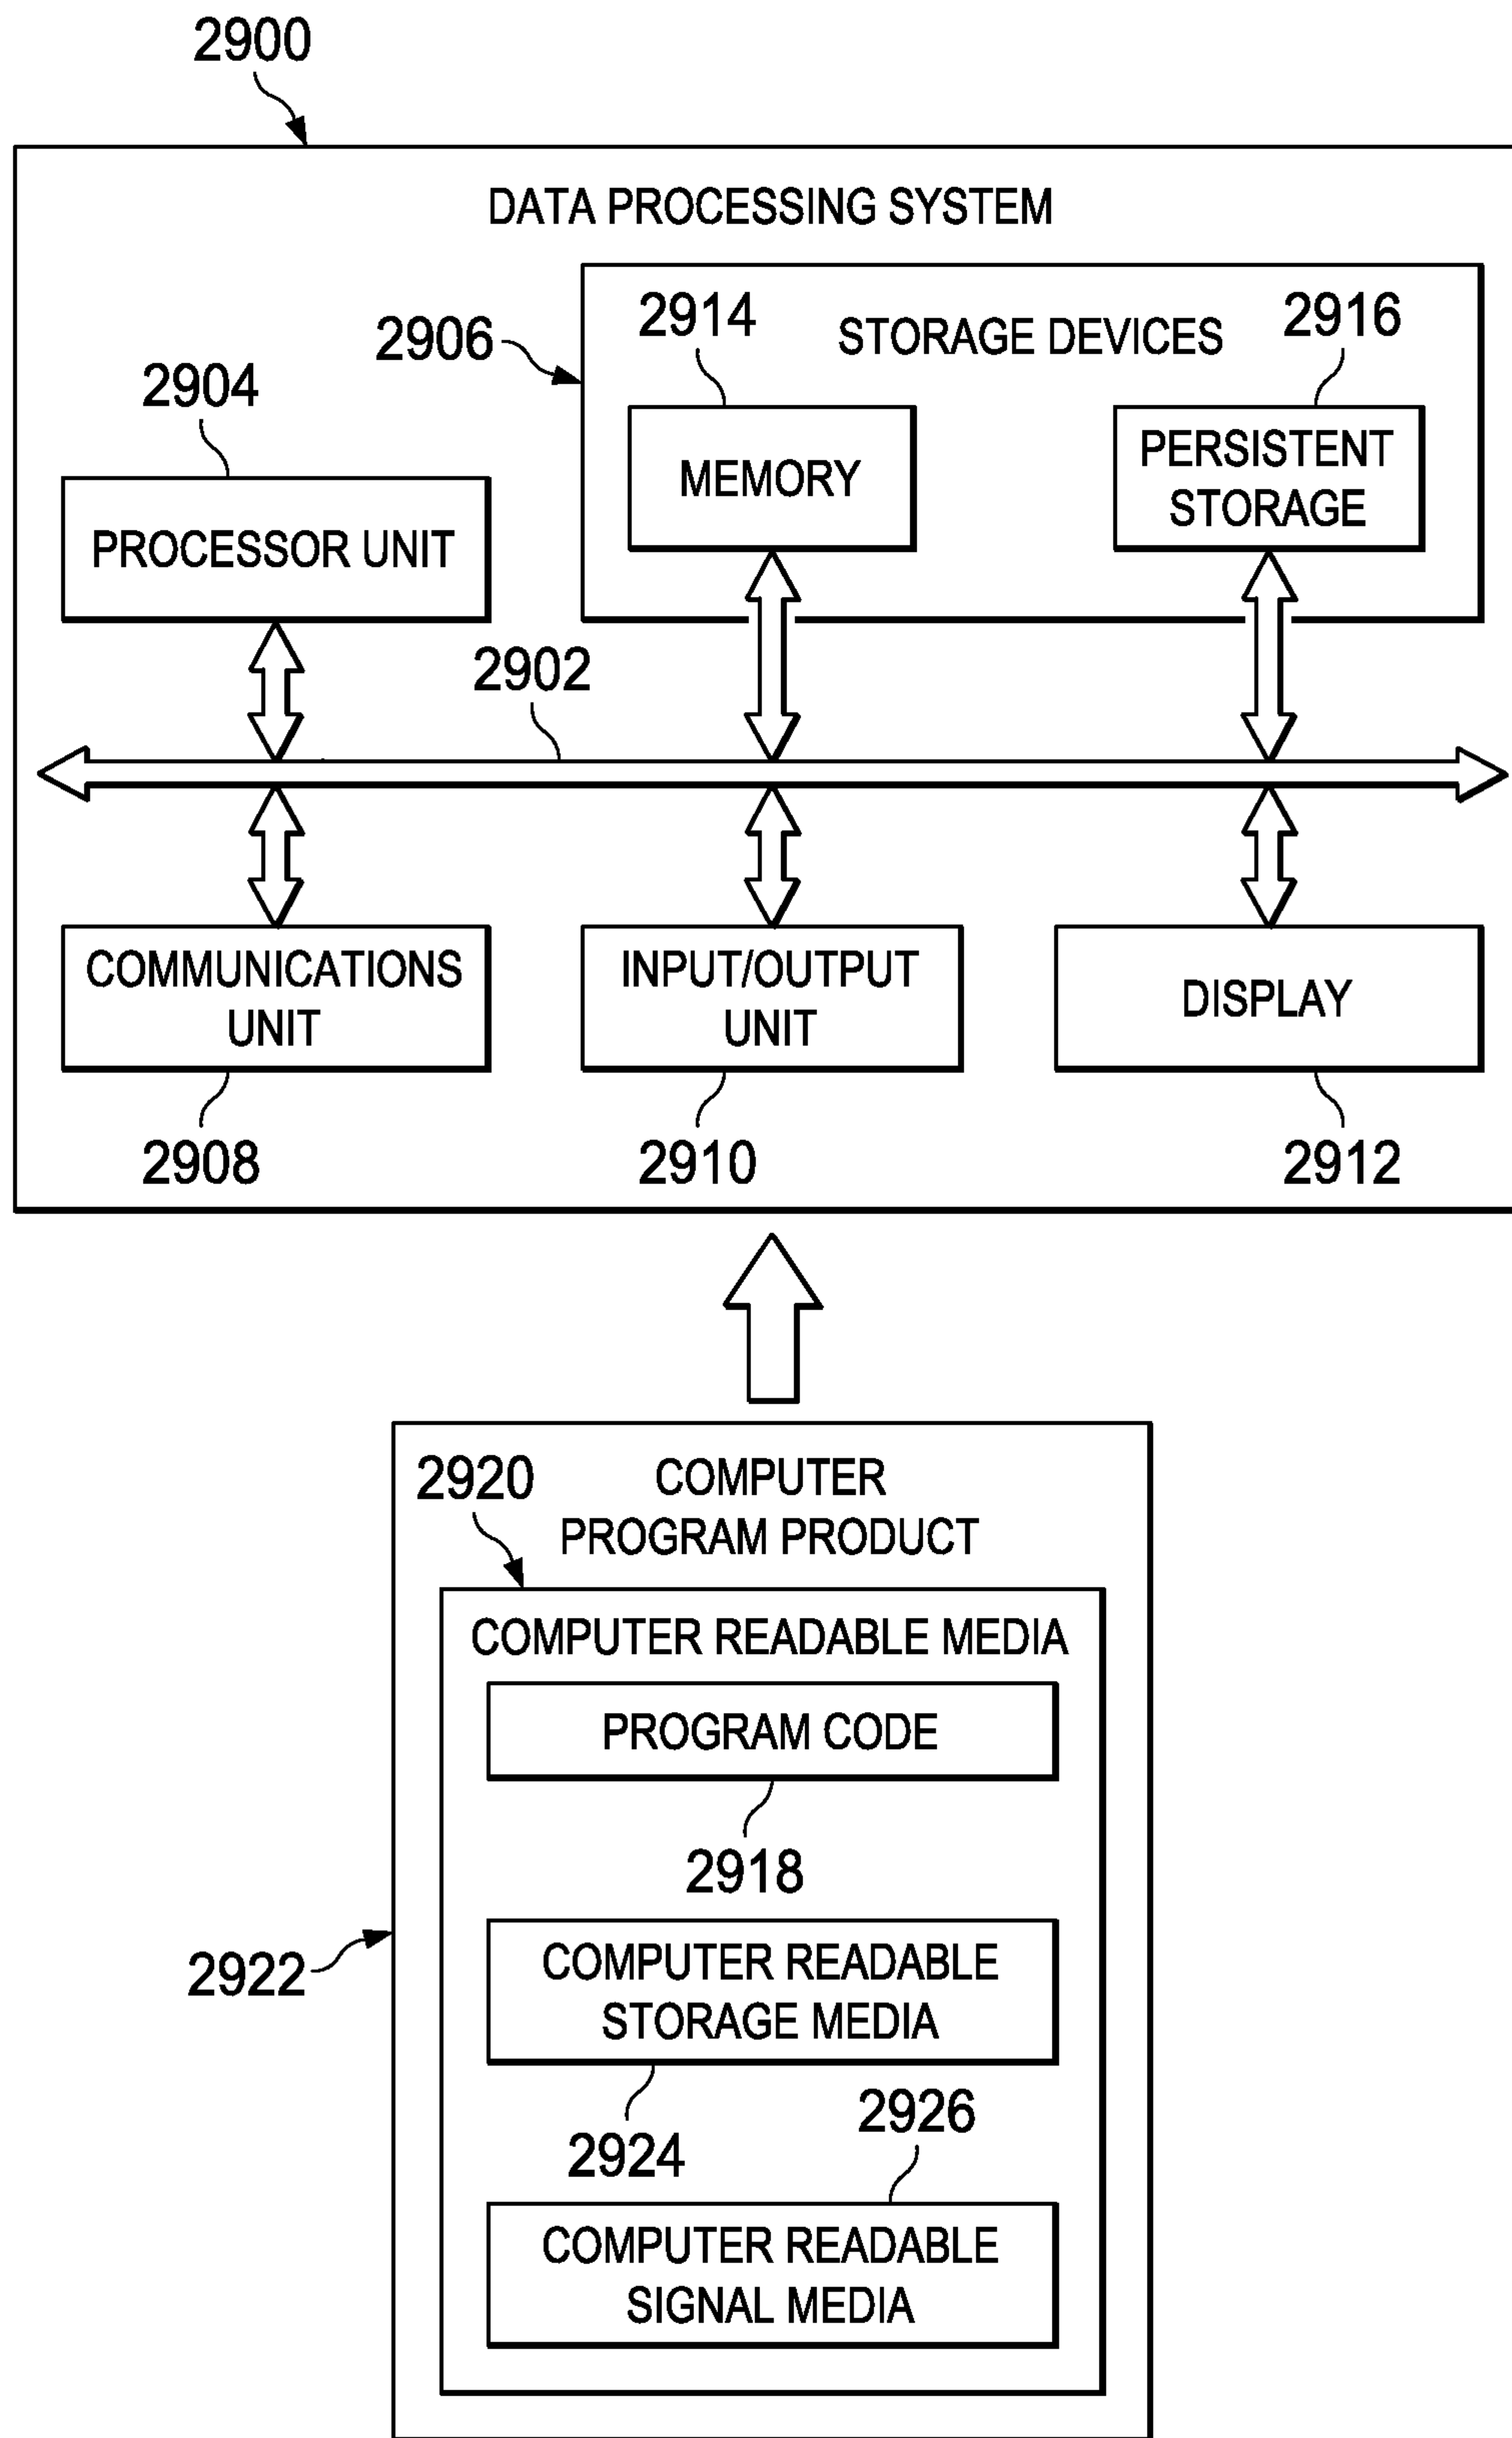 2900
DATA PROCESSING SYSTEM
2906
2914
STORAGE DEVICES
2916
2904
MEMORY
PERSISTENT
STORAGE
PROCESSOR UNIT
2902
COMMUNICATIONS
UNIT
INPUT/OUTPUT
UNIT
DISPLAY
2908
2910
2912
2920
COMPUTER
PROGRAM PRODUCT
COMPUTER READABLE MEDIA
PROGRAM CODE
2918
2922
COMPUTER READABLE
STORAGE MEDIA
2924
2926
COMPUTER READABLE
SIGNAL MEDIA